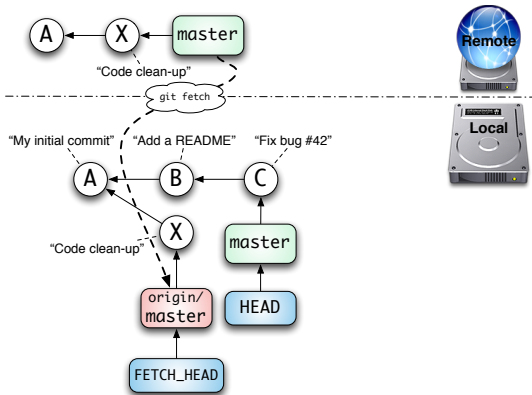 A
X
master
Remote
"Code clean-up"
git fetch
Local
"My initial commit"
"Add a README"
"Fix bug #42"
A
B
C
X
"Code clean-up"
master
origin/
master
HEAD
FETCH_HEAD